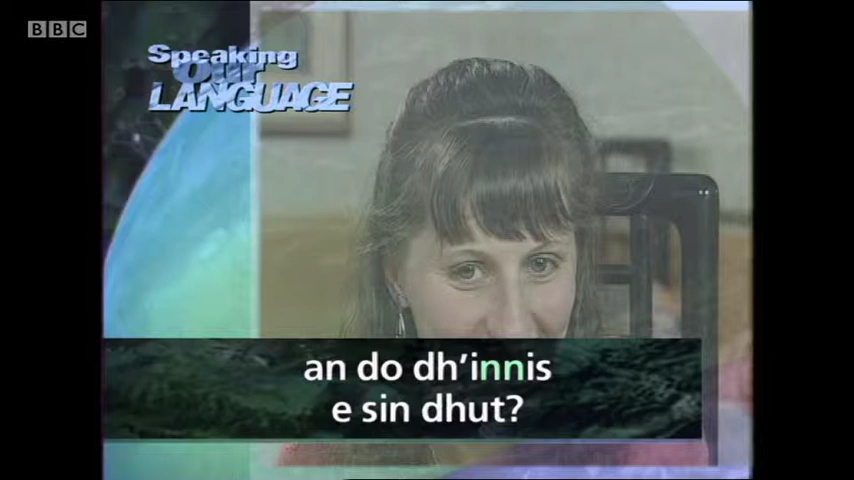 BBC
Speaking
Our
LANGUAGE
an do dh'innis
e sin dhut?